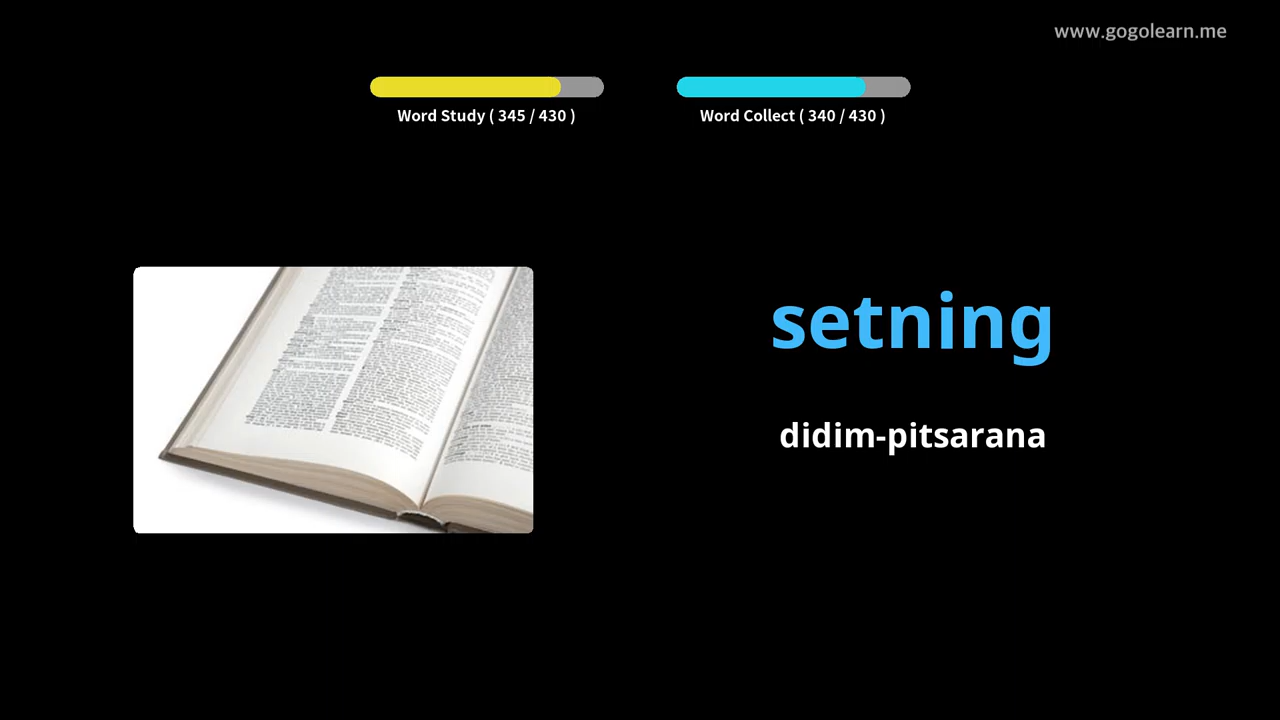 www.gogolearn.me
Word Study ( 345 / 430 )
Word Collect ( 340 / 430 )
setning
didim-pitsarana